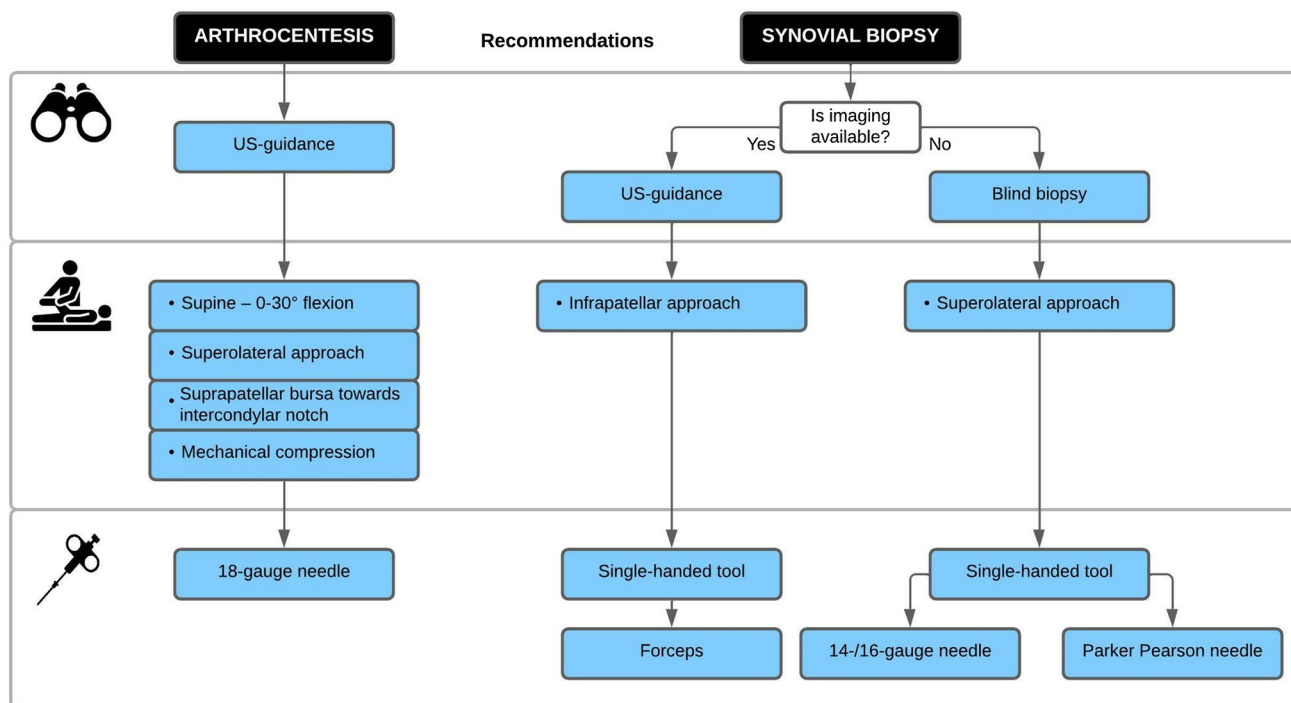 ARTHROCENTESIS
Recommendations
SYNOVIAL BIOPSY
US-guidance
Is imaging
available?
Yes
No
US-guidance
Blind biopsy
• Supine – 0-30° flexion
• Superolateral approach
• Suprapatellar bursa towards
intercondylar notch
• Mechanical compression
• Infrapatellar approach
• Superolateral approach
18-gauge needle
Single-handed tool
Single-handed tool
Forceps
14-/16-gauge needle
Parker Pearson needle